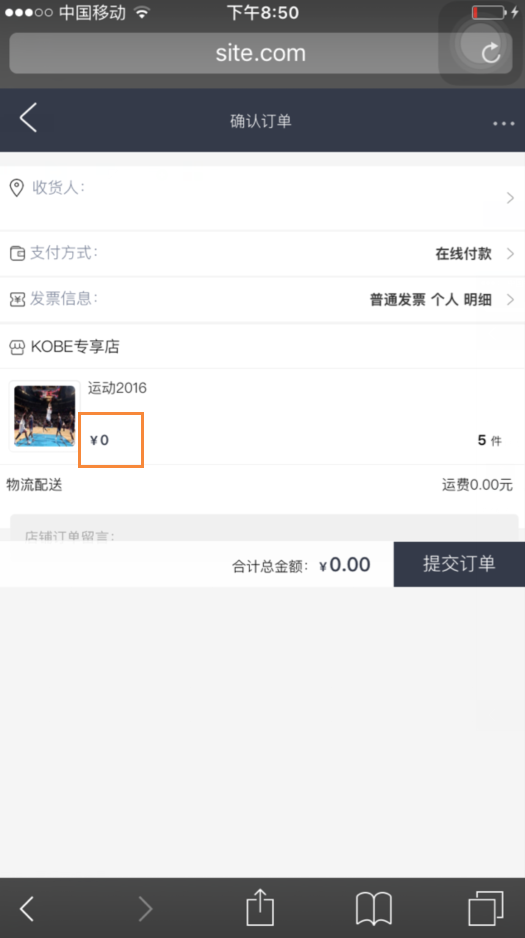 中国移动 下午8:50
site.com
确认订单
收货人:
支付方式: 在线付款
发票信息: 普通发票 个人 明细
KOBE专享店
运动2016
¥0 5 件
物流配送 运费0.00元
店铺订单留言:
合计总金额: ¥0.00 提交订单